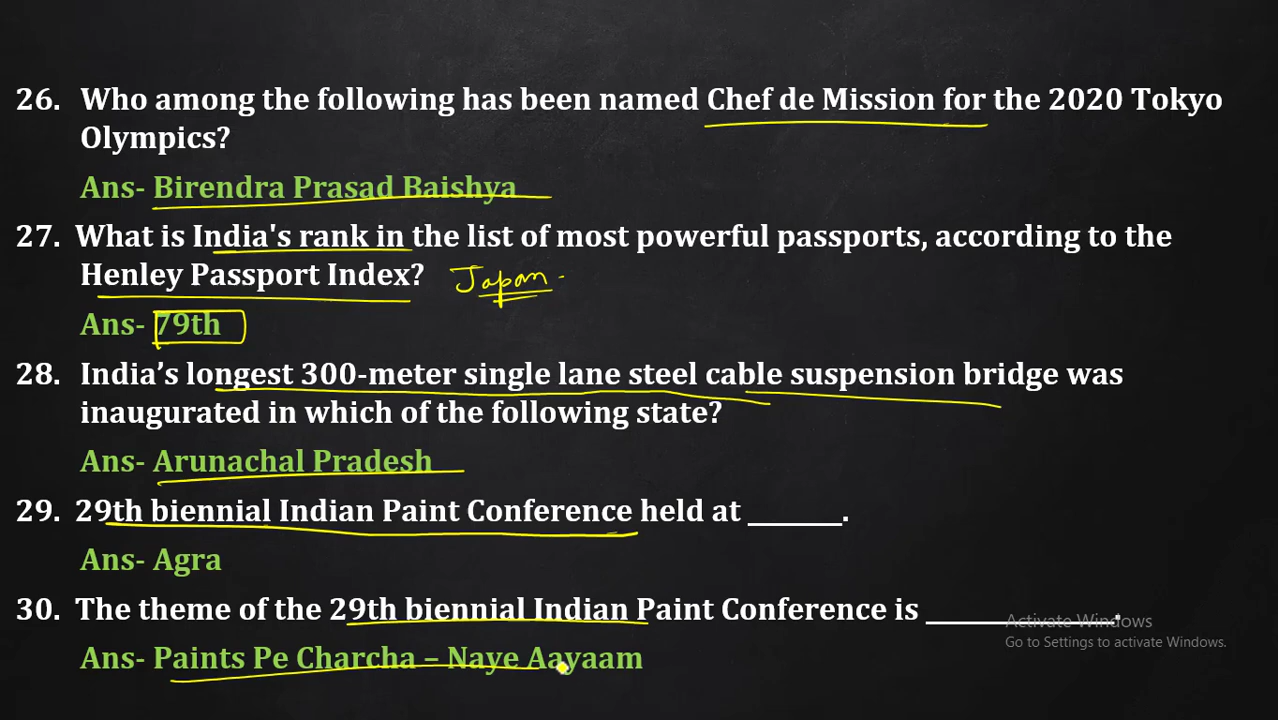 26. Who among the following has been named Chef de Mission for the 2020 Tokyo
Olympics?
Ans- Birendra Prasad Baishya
27. What is India's rank in the list of most powerful passports, according to the
Henley Passport Index? Japan
Ans- 79th
28. India’s longest 300-meter single lane steel cable suspension bridge was
inaugurated in which of the following state?
Ans- Arunachal Pradesh
29. 29th biennial Indian Paint Conference held at _______.
Ans- Agra
30. The theme of the 29th biennial Indian Paint Conference is ______________.
Ans- Paints Pe Charcha – Naye Aayaam
Activate Windows
Go to Settings to activate Windows.